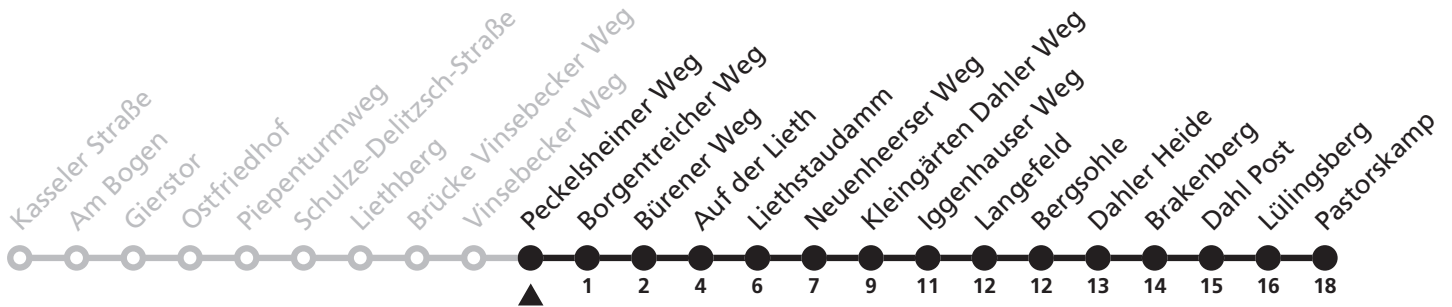 Kasseler Straße
Am Bogen
Gierstor
Ostfriedhof
Piepenturmweg
Schulze-Delitzsch-Straße
Liethberg
Brücke Vinsebecker Weg
Vinsebecker Weg
Peckelsheimer Weg
Borgentreicher Weg
Bürener Weg
Auf der Lieth
Liethstaudamm
Neuenheerser Weg
Kleingärten Dahler Weg
Iggenhauser Weg
Langefeld
Bergsohle
Dahler Heide
Brakenberg
Dahl Post
Lülingsberg
Pastorskamp
1 2 4 6 7 9 11 12 12 13 14 15 16 18